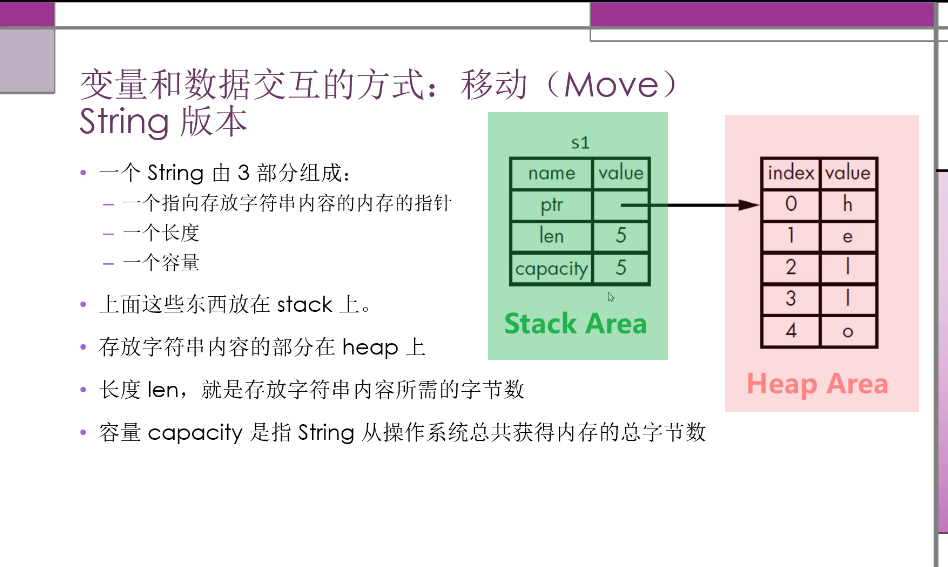 变量和数据交互的方式：移动（Move）
String 版本
• 一个 String 由 3 部分组成：
– 一个指向存放字符串内容的内存的指针
– 一个长度
– 一个容量
• 上面这些东西放在 stack 上。
• 存放字符串内容的部分在 heap 上
• 长度 len，就是存放字符串内容所需的字节数
• 容量 capacity 是指 String 从操作系统总共获得内存的总字节数
s1
name value
ptr
len 5
capacity 5
Stack Area
index value
0 h
1 e
2 l
3 l
4 o
Heap Area